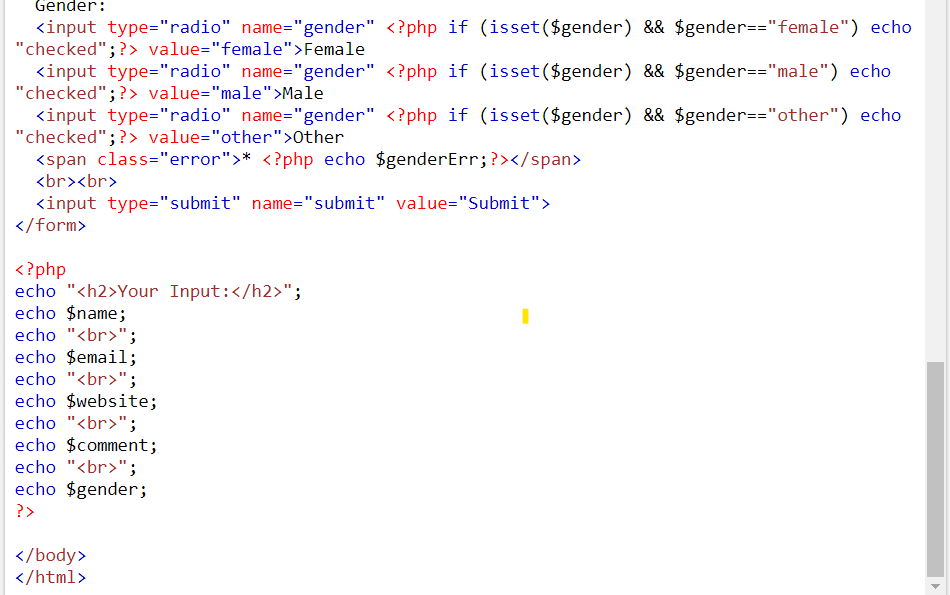 Gender:
<input type="radio" name="gender" <?php if (isset($gender) && $gender=="female") echo
"checked";?> value="female">Female
<input type="radio" name="gender" <?php if (isset($gender) && $gender=="male") echo
"checked";?> value="male">Male
<input type="radio" name="gender" <?php if (isset($gender) && $gender=="other") echo
"checked";?> value="other">Other
<span class="error">* <?php echo $genderErr;?></span>
<br><br>
<input type="submit" name="submit" value="Submit">
</form>

<?php
echo "<h2>Your Input:</h2>";
echo $name;
echo "<br>";
echo $email;
echo "<br>";
echo $website;
echo "<br>";
echo $comment;
echo "<br>";
echo $gender;
?>

</body>
</html>